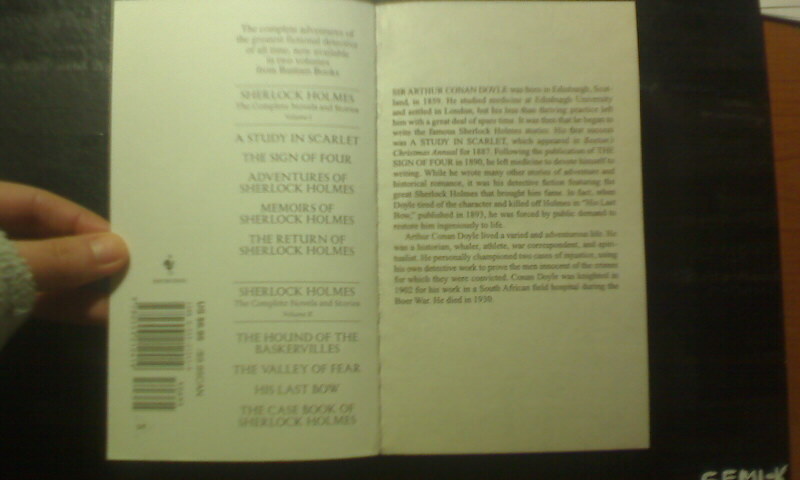 The complete adventures of
the greatest fictional detective
of all time, now available
in two volumes
from Bantam Books
SHERLOCK HOLMES
The Complete Novels and Stories
Volume I
A STUDY IN SCARLET
THE SIGN OF FOUR
ADVENTURES OF
SHERLOCK HOLMES
MEMOIRS OF
SHERLOCK HOLMES
THE RETURN OF
SHERLOCK HOLMES
SHERLOCK HOLMES
The Complete Novels and Stories
Volume II
THE HOUND OF THE
BASKERVILLES
THE VALLEY OF FEAR
HIS LAST BOW
THE CASE BOOK OF
SHERLOCK HOLMES
SIR ARTHUR CONAN DOYLE was born in Edinburgh, Scot-
land, in 1859. He studied medicine at Edinburgh University
and settled in London, but his less than thriving practice left
him with a great deal of spare time. It was then that he began to
write the famous Sherlock Holmes stories. His first success
was A STUDY IN SCARLET, which appeared in Beeton's
Christmas Annual for 1887. Following the publication of THE
SIGN OF FOUR in 1890, he left medicine to devote himself to
writing. While he wrote many other stories of adventure and
historical romance, it was his detective fiction featuring the
great Sherlock Holmes that brought him fame. In fact, when
Doyle tired of the character and killed off Holmes in "His Last
Bow," published in 1893, he was forced by public demand to
restore him ingeniously to life.
Arthur Conan Doyle lived a varied and adventurous life. He
was a historian, whaler, athlete, war correspondent, and spiri-
tualist. He personally championed two cases of injustice, using
his own detective work to prove the men innocent of the crimes
for which they were convicted. Conan Doyle was knighted in
1902 for his work in a South African field hospital during the
Boer War. He died in 1930.